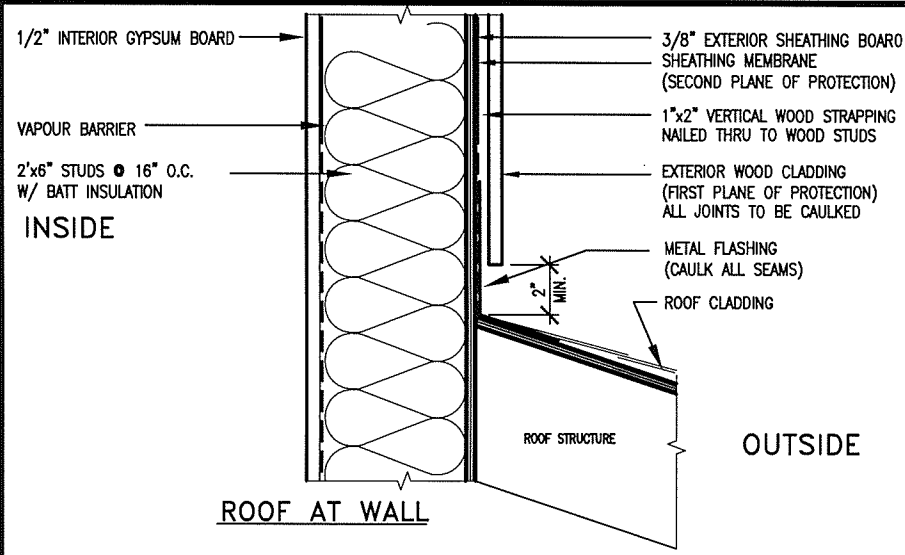 1/2" INTERIOR GYPSUM BOARD
VAPOUR BARRIER
2'x6" STUDS @ 16" O.C.
W/ BATT INSULATION
INSIDE
3/8" EXTERIOR SHEATHING BOARD
SHEATHING MEMBRANE
(SECOND PLANE OF PROTECTION)
1"x2" VERTICAL WOOD STRAPPING
NAILED THRU TO WOOD STUDS
EXTERIOR WOOD CLADDING
(FIRST PLANE OF PROTECTION)
ALL JOINTS TO BE CAULKED
METAL FLASHING
(CAULK ALL SEAMS)
2"
MIN.
ROOF CLADDING
ROOF STRUCTURE
OUTSIDE
ROOF AT WALL